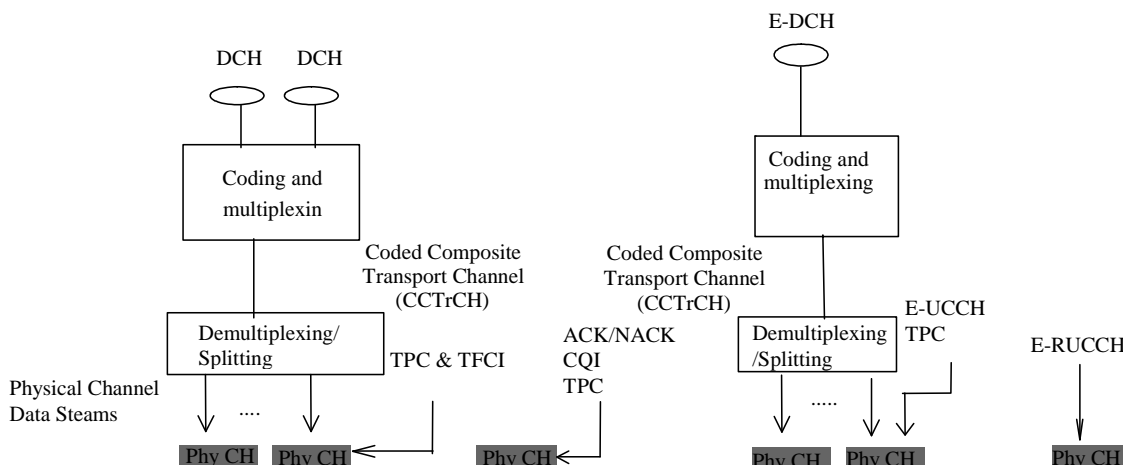 E-DCH
DCH DCH
Coding and
multiplexin
Coding and
multiplexing
Coded Composite
Transport Channel
(CCTrCH)
Coded Composite
Transport Channel
(CCTrCH)
Demultiplexing/
Splitting
TPC & TFCI
ACK/NACK
CQI
TPC
Demultiplexing
/Splitting
E-UCCH
TPC
E-RUCCH
Physical Channel
Data Steams
....
.....
Phy CH Phy CH Phy CH Phy CH Phy CH Phy CH